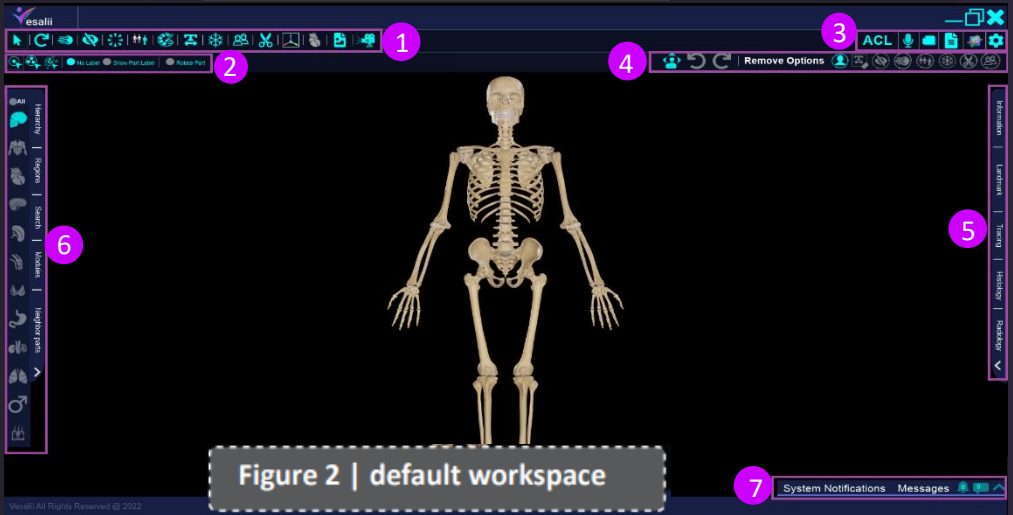 Vesalii
1
3
ACL
2
No Label Show Part Label Rotate Part
4
Remove Options
All
Hierarchy
Regions
Search
Modules
Neighbor parts
6
Information
Landmark
Tracing
Histology
Radiology
5
Figure 2 | default workspace
7
System Notifications Messages 0 0
Vesalii All Rights Reserved @ 2022